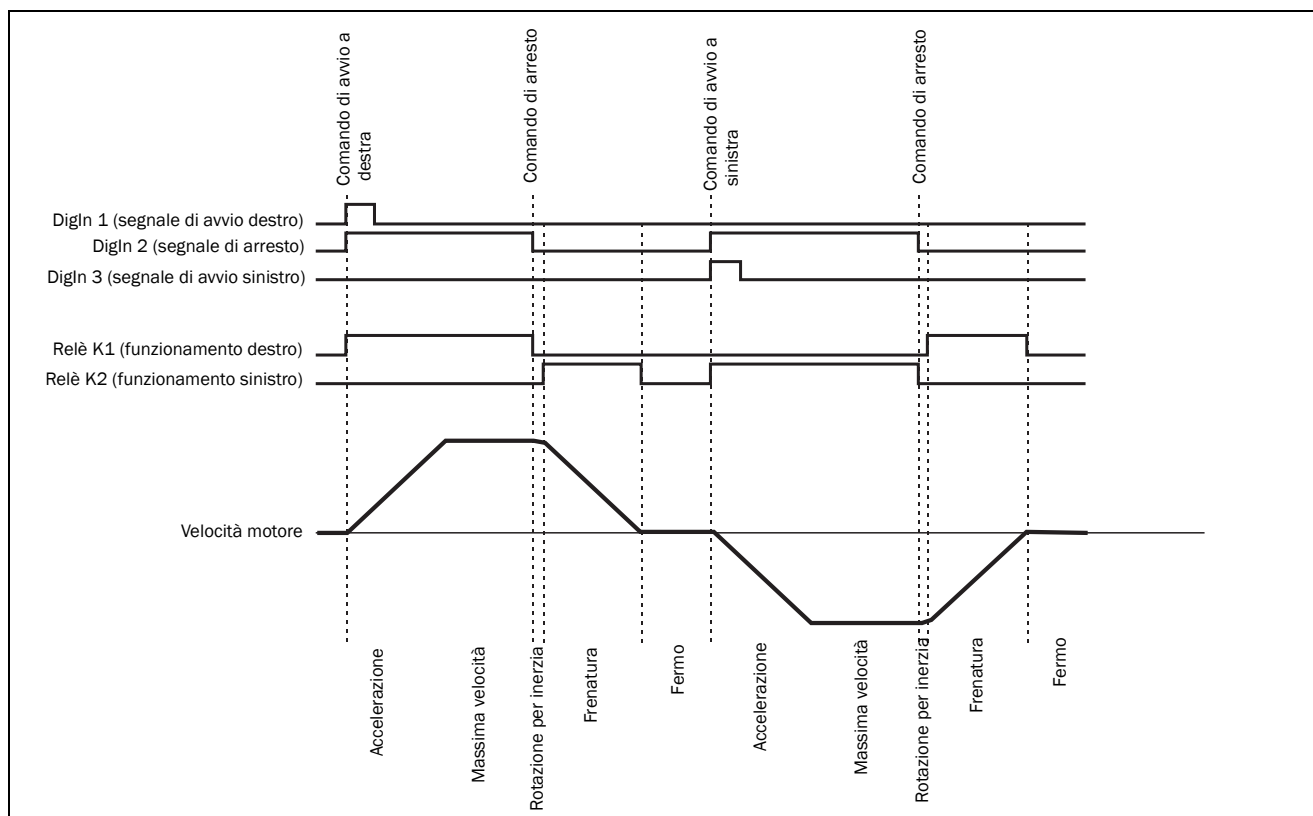 Comando di avvio a
destra
Comando di arresto
Comando di avvio a
sinistra
Comando di arresto
DigIn 1 (segnale di avvio destro)
DigIn 2 (segnale di arresto)
DigIn 3 (segnale di avvio sinistro)
Relè K1 (funzionamento destro)
Relè K2 (funzionamento sinistro)
Velocità motore
Accelerazione
Massima velocità
Rotazione per inerzia
Frenatura
Fermo
Accelerazione
Massima velocità
Rotazione per inerzia
Frenatura
Fermo